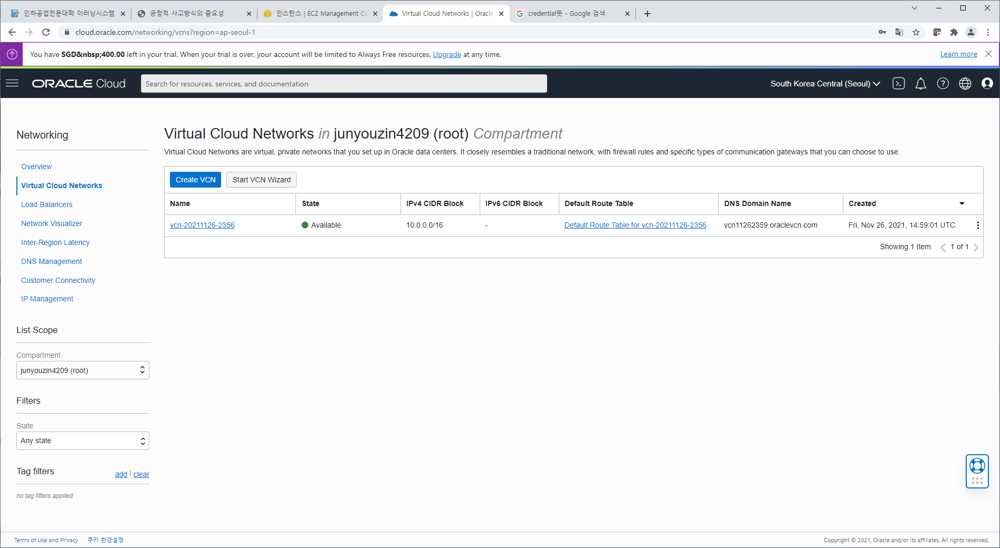 인하공업전문대학 이러닝시스템
긍정적 사고방식의 중요성
인스턴스 | EC2 Management Co
Virtual Cloud Networks | Oracle
credential뜻 - Google 검색
cloud.oracle.com/networking/vcns?region=ap-seoul-1
You have SGD&nbsp;400.00 left in your trial. When your trial is over, your account will be limited to Always Free resources. Upgrade at any time.
Learn more
ORACLE Cloud
Search for resources, services, and documentation
South Korea Central (Seoul)
Networking
Overview
Virtual Cloud Networks
Load Balancers
Network Visualizer
Inter-Region Latency
DNS Management
Customer Connectivity
IP Management
List Scope
Compartment
junyouzin4209 (root)
Filters
State
Any state
Tag filters
add | clear
no tag filters applied
Virtual Cloud Networks in junyouzin4209 (root) Compartment
Virtual Cloud Networks are virtual, private networks that you set up in Oracle data centers. It closely resembles a traditional network, with firewall rules and specific types of communication gateways that you can choose to use.
Create VCN
Start VCN Wizard
Name State IPv4 CIDR Block IPv6 CIDR Block Default Route Table DNS Domain Name Created
vcn-20211126-2356 Available 10.0.0.0/16 - Default Route Table for vcn-20211126-2356 vcn11262359.oraclevcn.com Fri, Nov 26, 2021, 14:59:01 UTC
Showing 1 Item 1 of 1
Terms of Use and Privacy
쿠키 환경설정
Copyright © 2021, Oracle and/or its affiliates. All rights reserved.